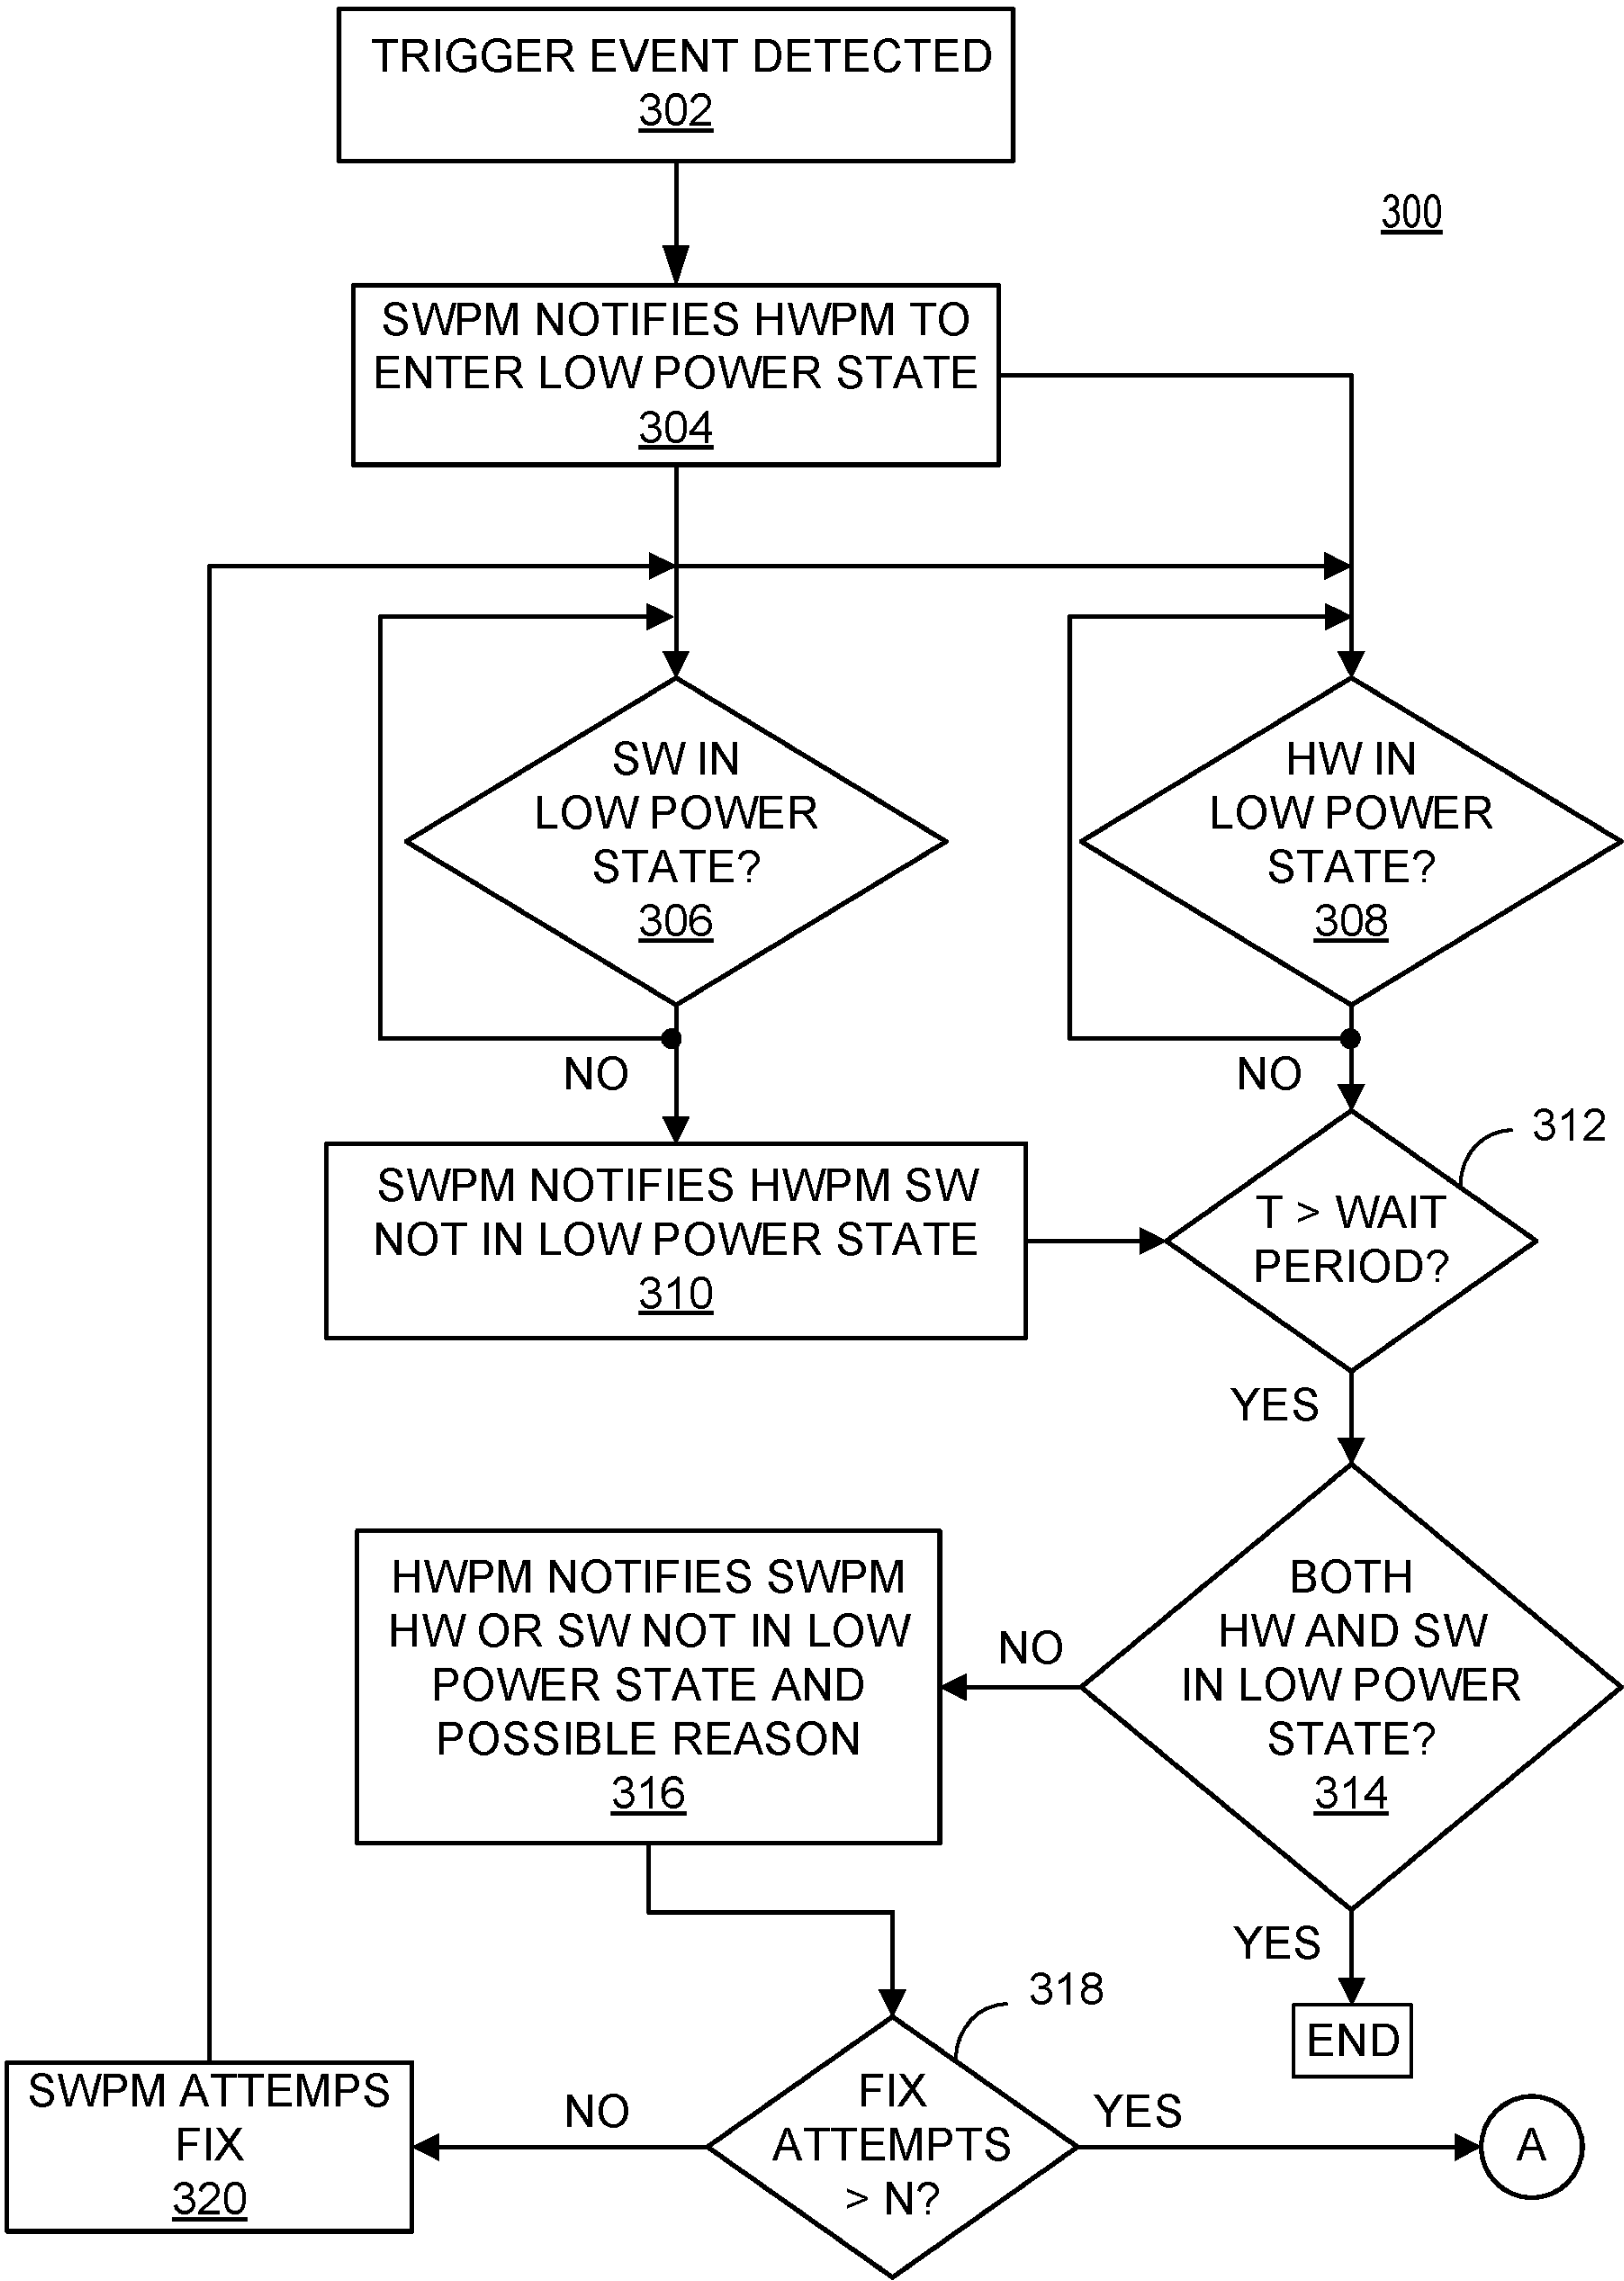 TRIGGER EVENT DETECTED
302
300
SWPM NOTIFIES HWPM TO
ENTER LOW POWER STATE
304
SW IN
LOW POWER
STATE?
306
HW IN
LOW POWER
STATE?
308
NO
NO
312
SWPM NOTIFIES HWPM SW
NOT IN LOW POWER STATE
310
T > WAIT
PERIOD?
YES
HWPM NOTIFIES SWPM
HW OR SW NOT IN LOW
POWER STATE AND
POSSIBLE REASON
316
NO
BOTH
HW AND SW
IN LOW POWER
STATE?
314
YES
END
318
SWPM ATTEMPS
FIX
320
NO
FIX
ATTEMPTS
> N?
YES
A